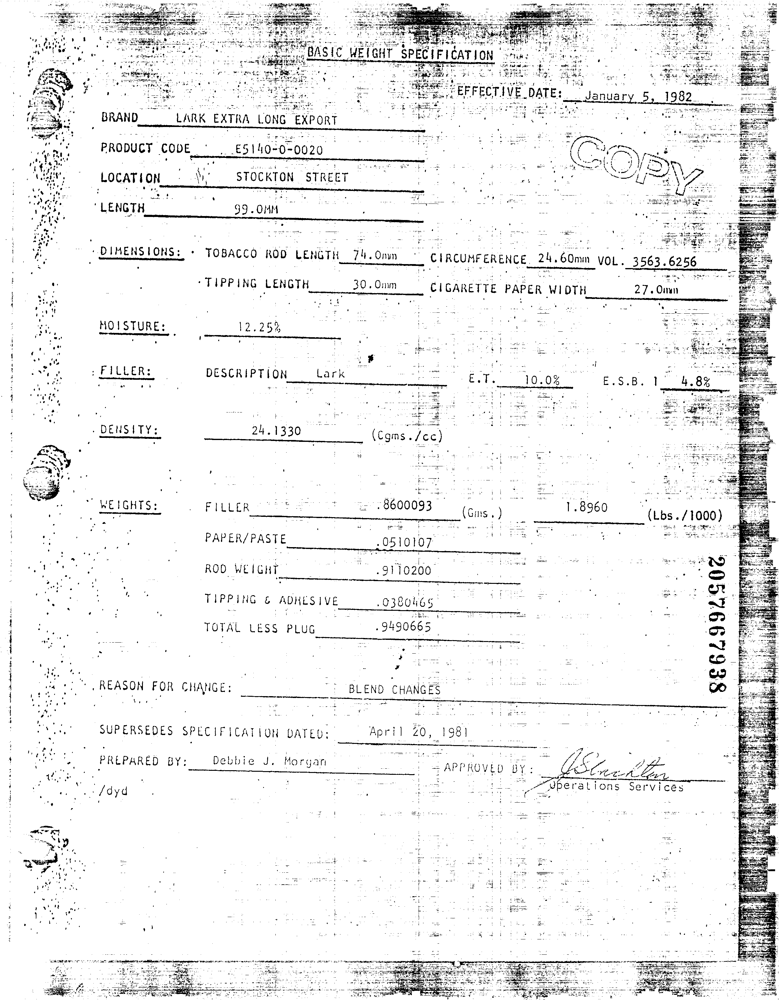 BASIC WEIGHT SPECIFICATION
EFFECTIVE DATE: January 5, 1982
BRAND LARK EXTRA LONG EXPORT
COPY
PRODUCT CODE E5140-0-0020
LOCATION STOCKTON STREET
LENGTH 99.0MM
DIMENSIONS: TOBACCO ROD LENGTH 74.0mm CIRCUMFERENCE 24.60mm VOL. 3563.6256
TIPPING LENGTH 30.0mm CIGARETTE PAPER WIDTH 27.0mm
MOISTURE: 12.25%
FILLER: DESCRIPTION Lark E.T. 10.0% E.S.B. 1 4.8%
DENSITY: 24.1330 (Cgms./cc)
WEIGHTS: FILLER .8600093 (Gms.) 1.8960 (Lbs./1000)
PAPER/PASTE .0510107
ROD WEIGHT .9110200
TIPPING & ADHESIVE .0380465
TOTAL LESS PLUG .9490665
2057667938
REASON FOR CHANGE: BLEND CHANGES
SUPERSEDES SPECIFICATION DATED: April 20, 1981
PREPARED BY: Debbie J. Morgan APPROVED BY:
Operations Services
/dyd